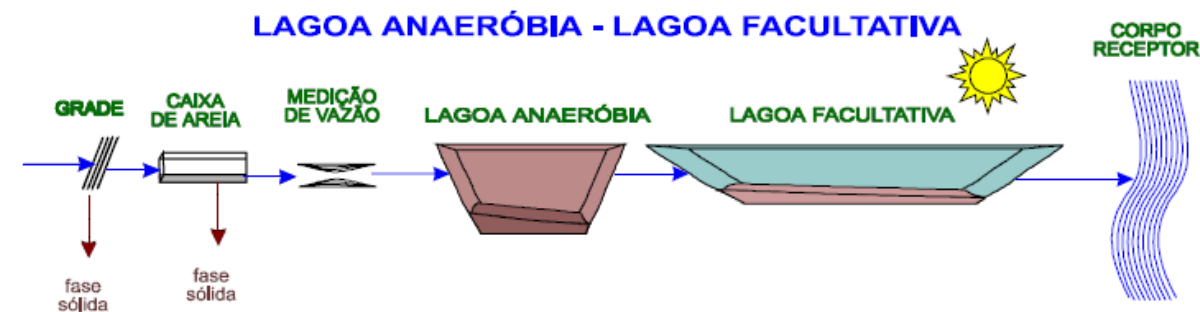 LAGOA ANAERÓBIA - LAGOA FACULTATIVA
CORPO
RECEPTOR
GRADE
CAIXA
DE AREIA
MEDIÇÃO
DE VAZÃO
LAGOA ANAERÓBIA
LAGOA FACULTATIVA
fase
sólida
fase
sólida